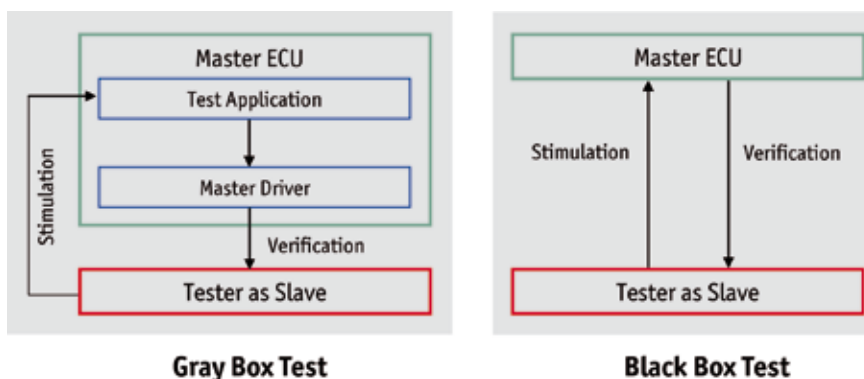 Master ECU
Test Application
Master Driver
Stimulation
Verification
Tester as Slave
Gray Box Test
Master ECU
Stimulation
Verification
Tester as Slave
Black Box Test